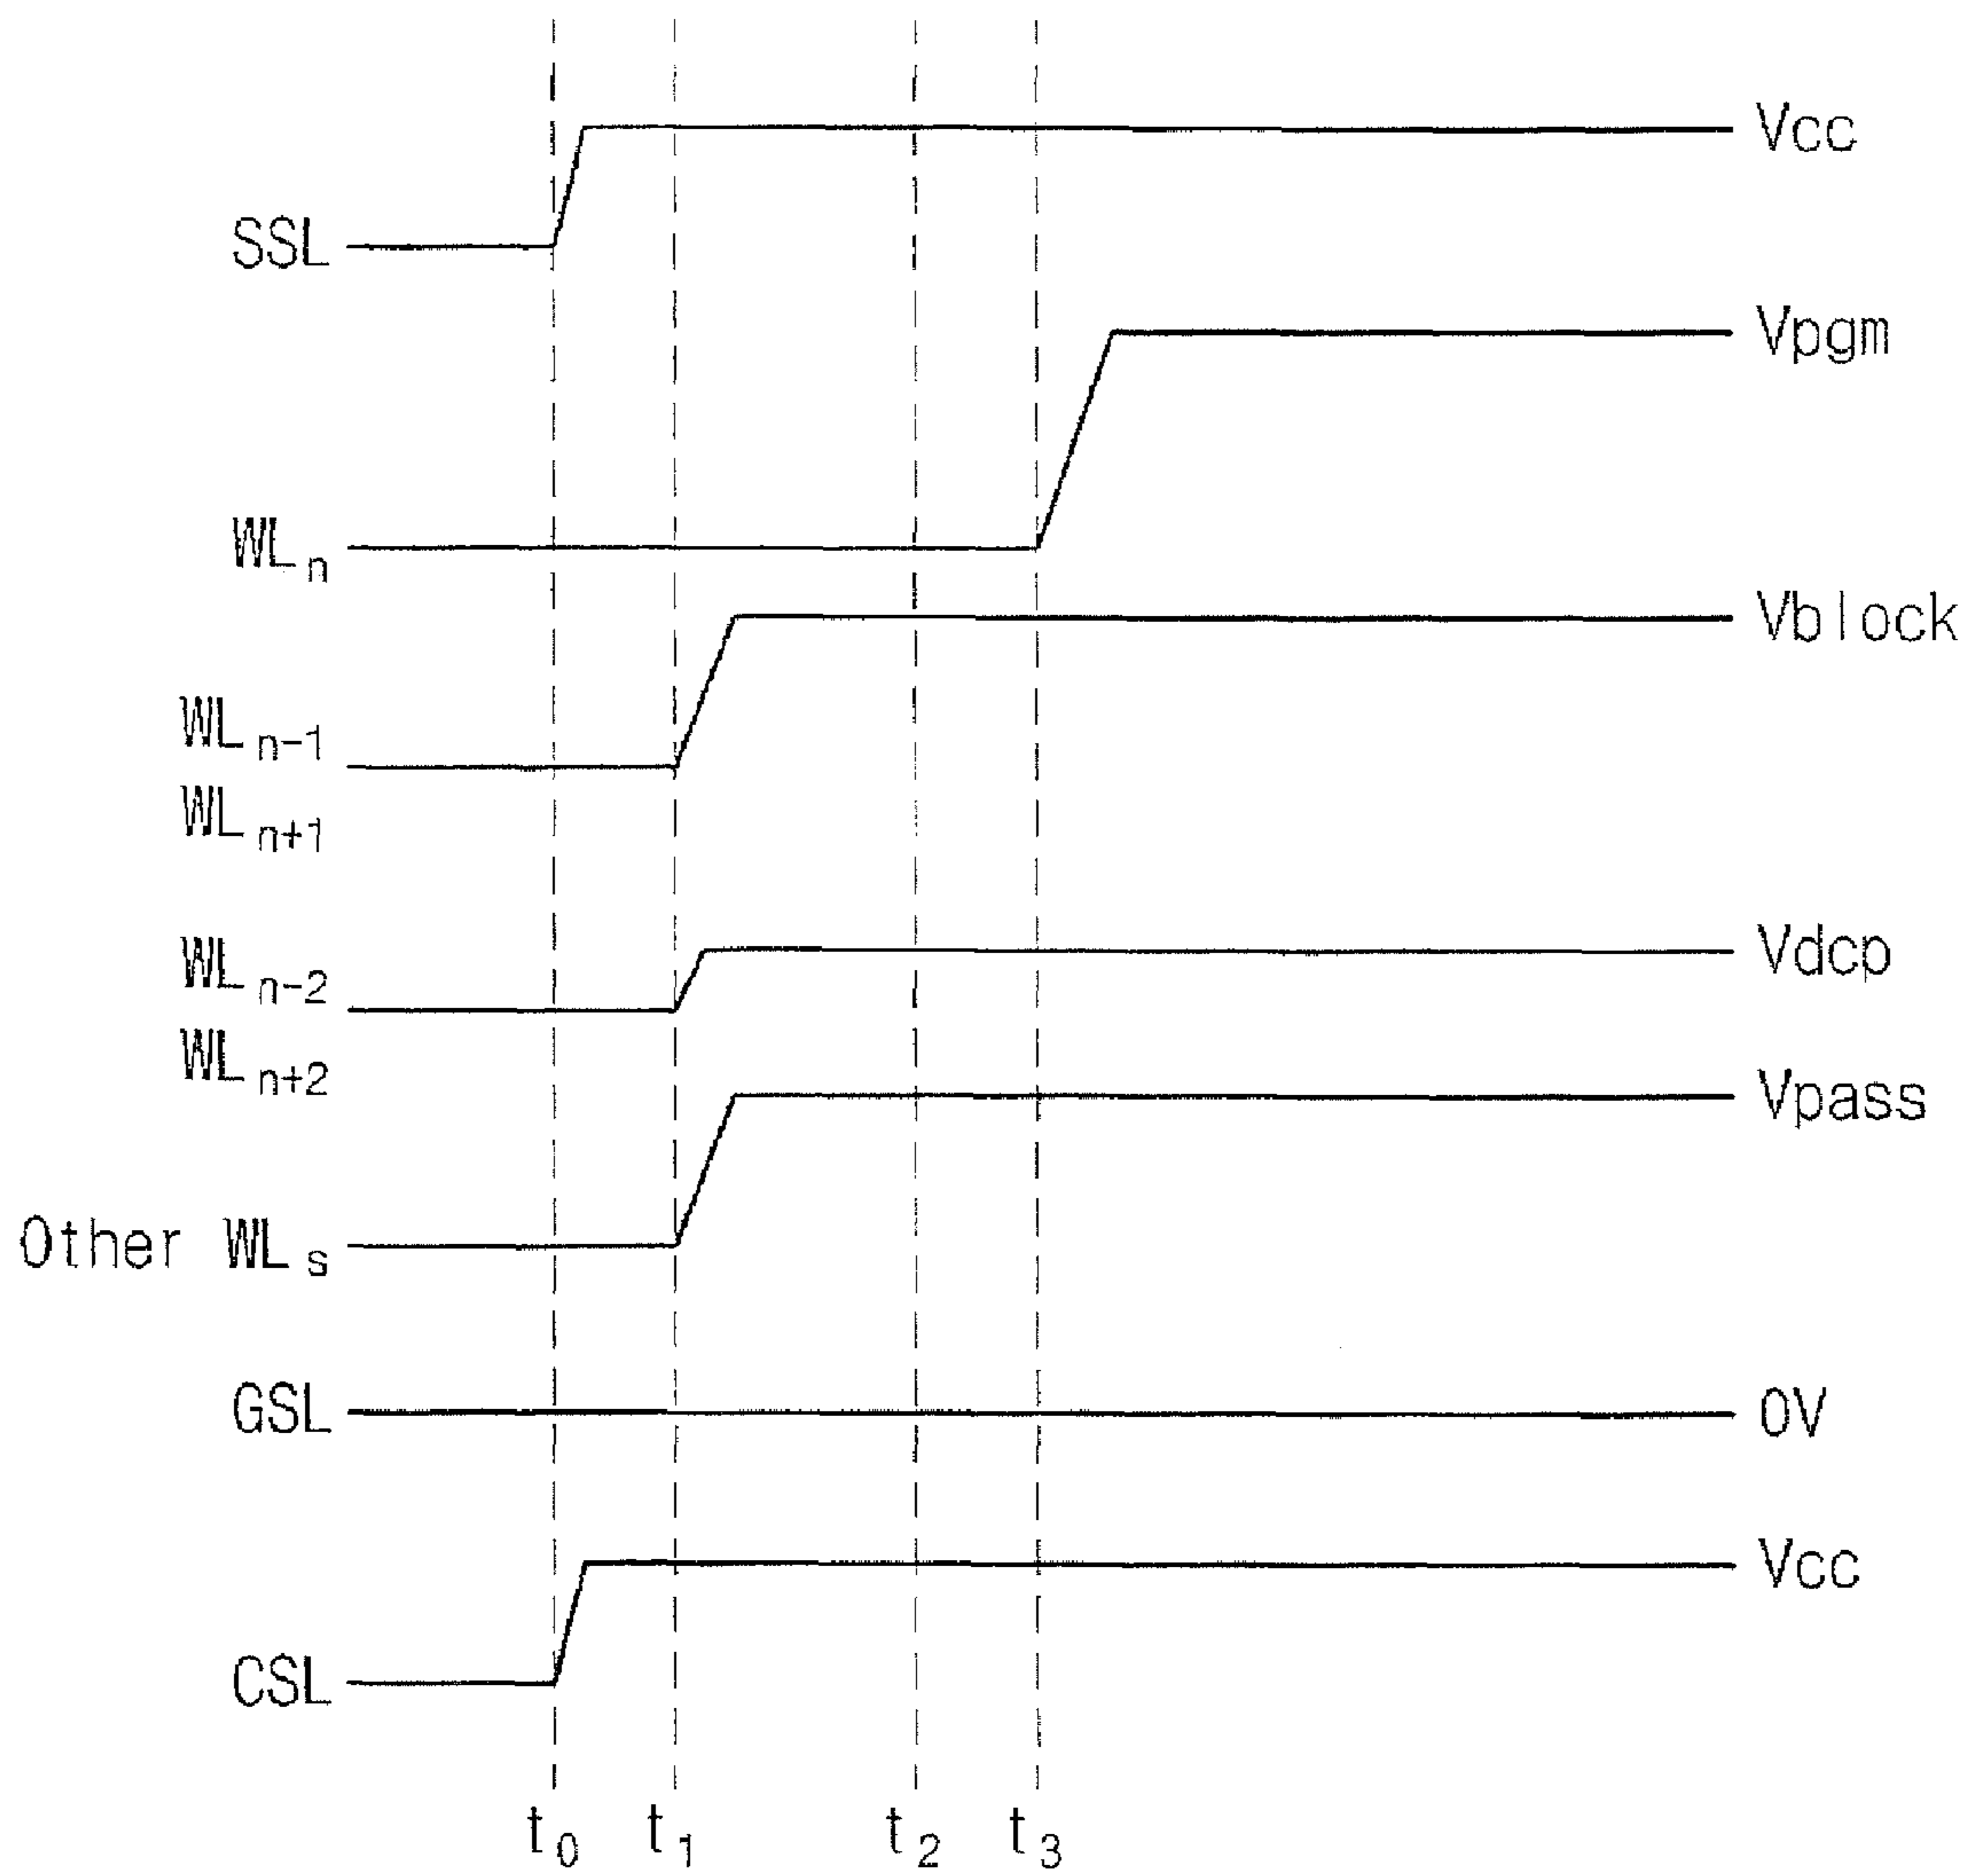 Vcc
SSL
Vpgm
WLn
Vblock
WLn-1
WLn+1
WLn-2
Vdcp
WLn+2
Vpass
Other WLs
GSL
0V
Vcc
CSL
t0 t1 t2 t3